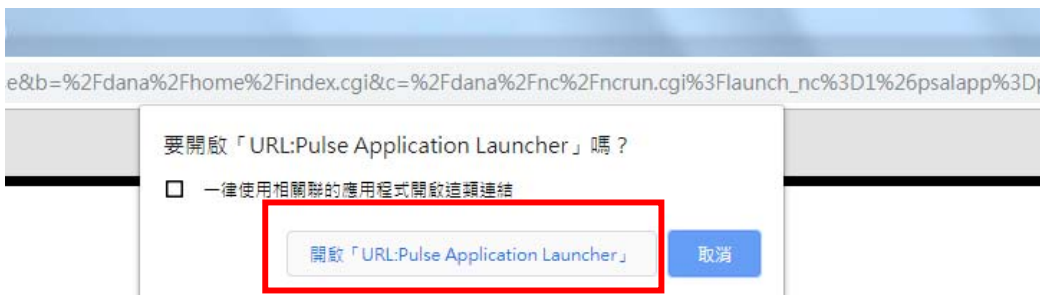 e&b=%2Fdana%2Fhome%2Findex.cgi&c=%2Fdana%2Fnc%2Fncrun.cgi%3Flaunch_nc%3D1%26psalapp%3Dp
要開啟「URL:Pulse Application Launcher」嗎？
一律使用相關聯的應用程式開啟這類連結
開啟「URL:Pulse Application Launcher」 取消